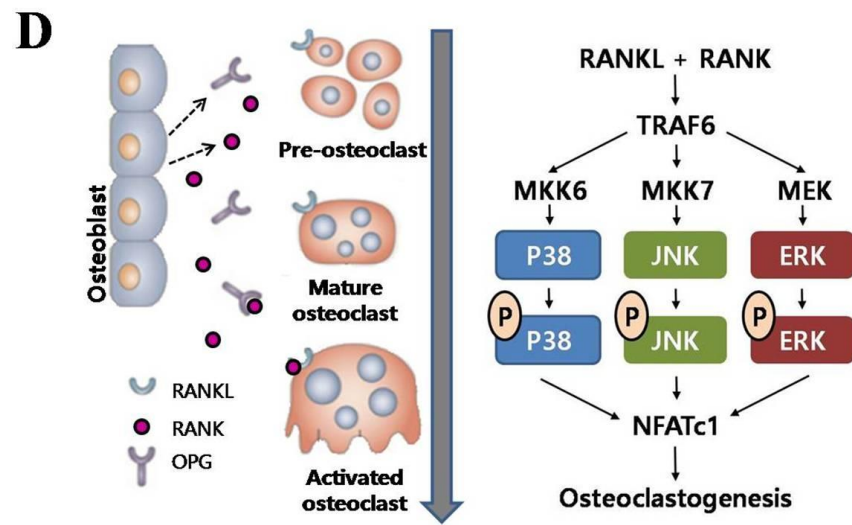 D
Osteoblast
Pre-osteoclast
Mature
osteoclast
Activated
osteoclast
RANKL
RANK
OPG
RANKL + RANK
TRAF6
MKK6 MKK7 MEK
P38 JNK ERK
P P P
P38 JNK ERK
NFATc1
Osteoclastogenesis